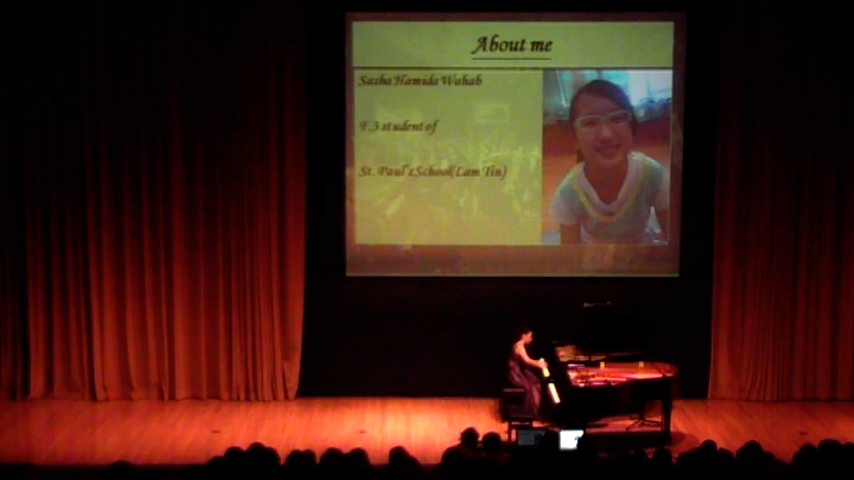 About me
Sasha Hamida Wahab
F.3 student of
St. Paul's School(Lam Tin)